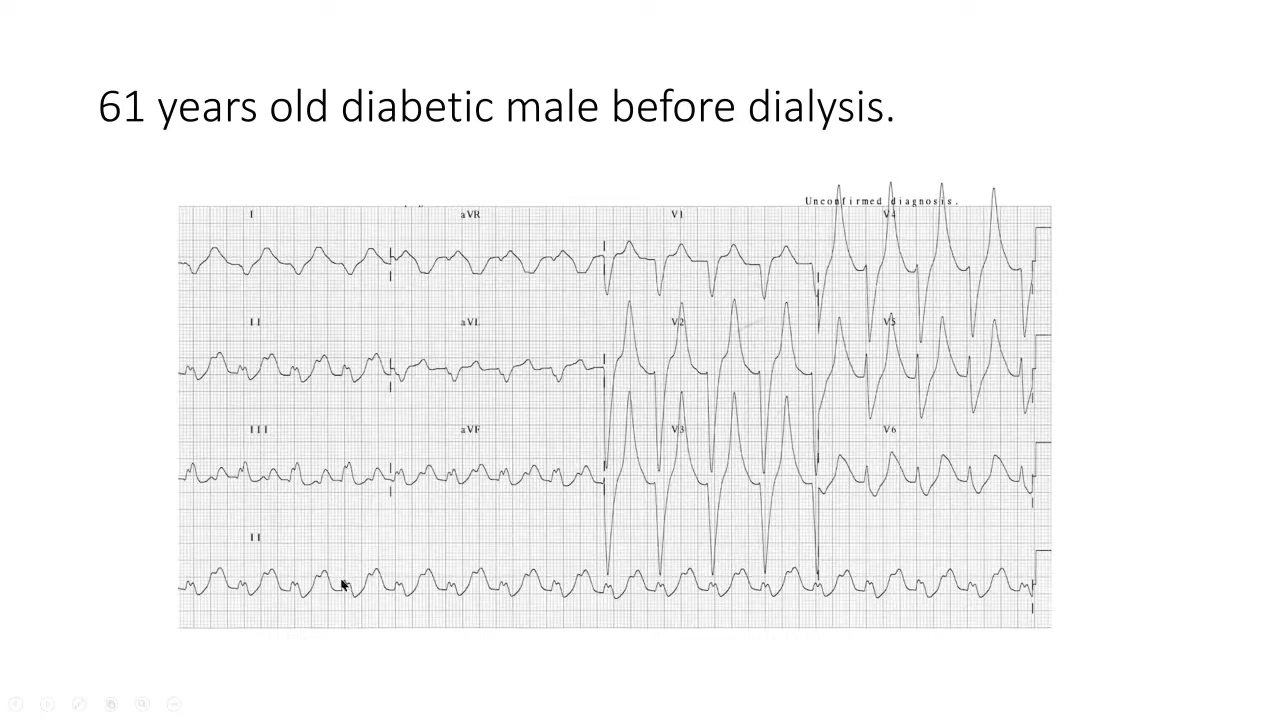 61 years old diabetic male before dialysis.
Unconfirmed diagnosis.
I aVR V1 V4
II aVL V2 V5
III aVF V3 V6
II